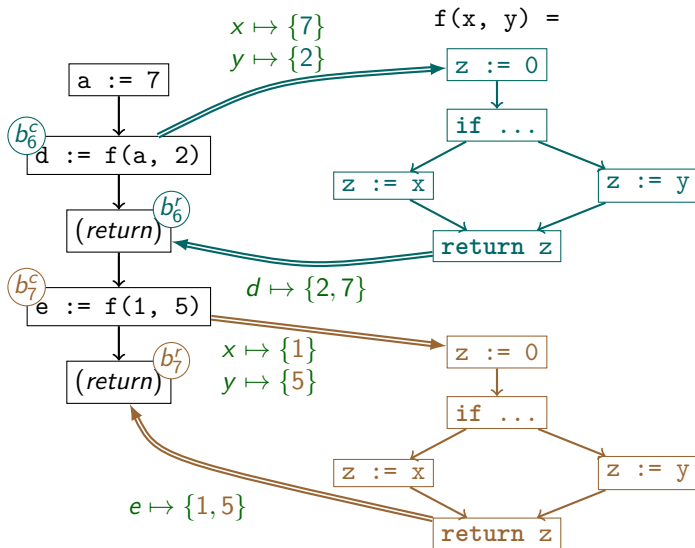 f(x, y) =
x ↦ {7}
y ↦ {2}
z := 0
a := 7
if ...
b₆ᶜ
d := f(a, 2)
z := x
z := y
b₆ʳ
(return)
return z
d ↦ {2, 7}
b₇ᶜ
e := f(1, 5)
x ↦ {1}
y ↦ {5}
z := 0
b₇ʳ
(return)
if ...
z := x
z := y
e ↦ {1, 5}
return z